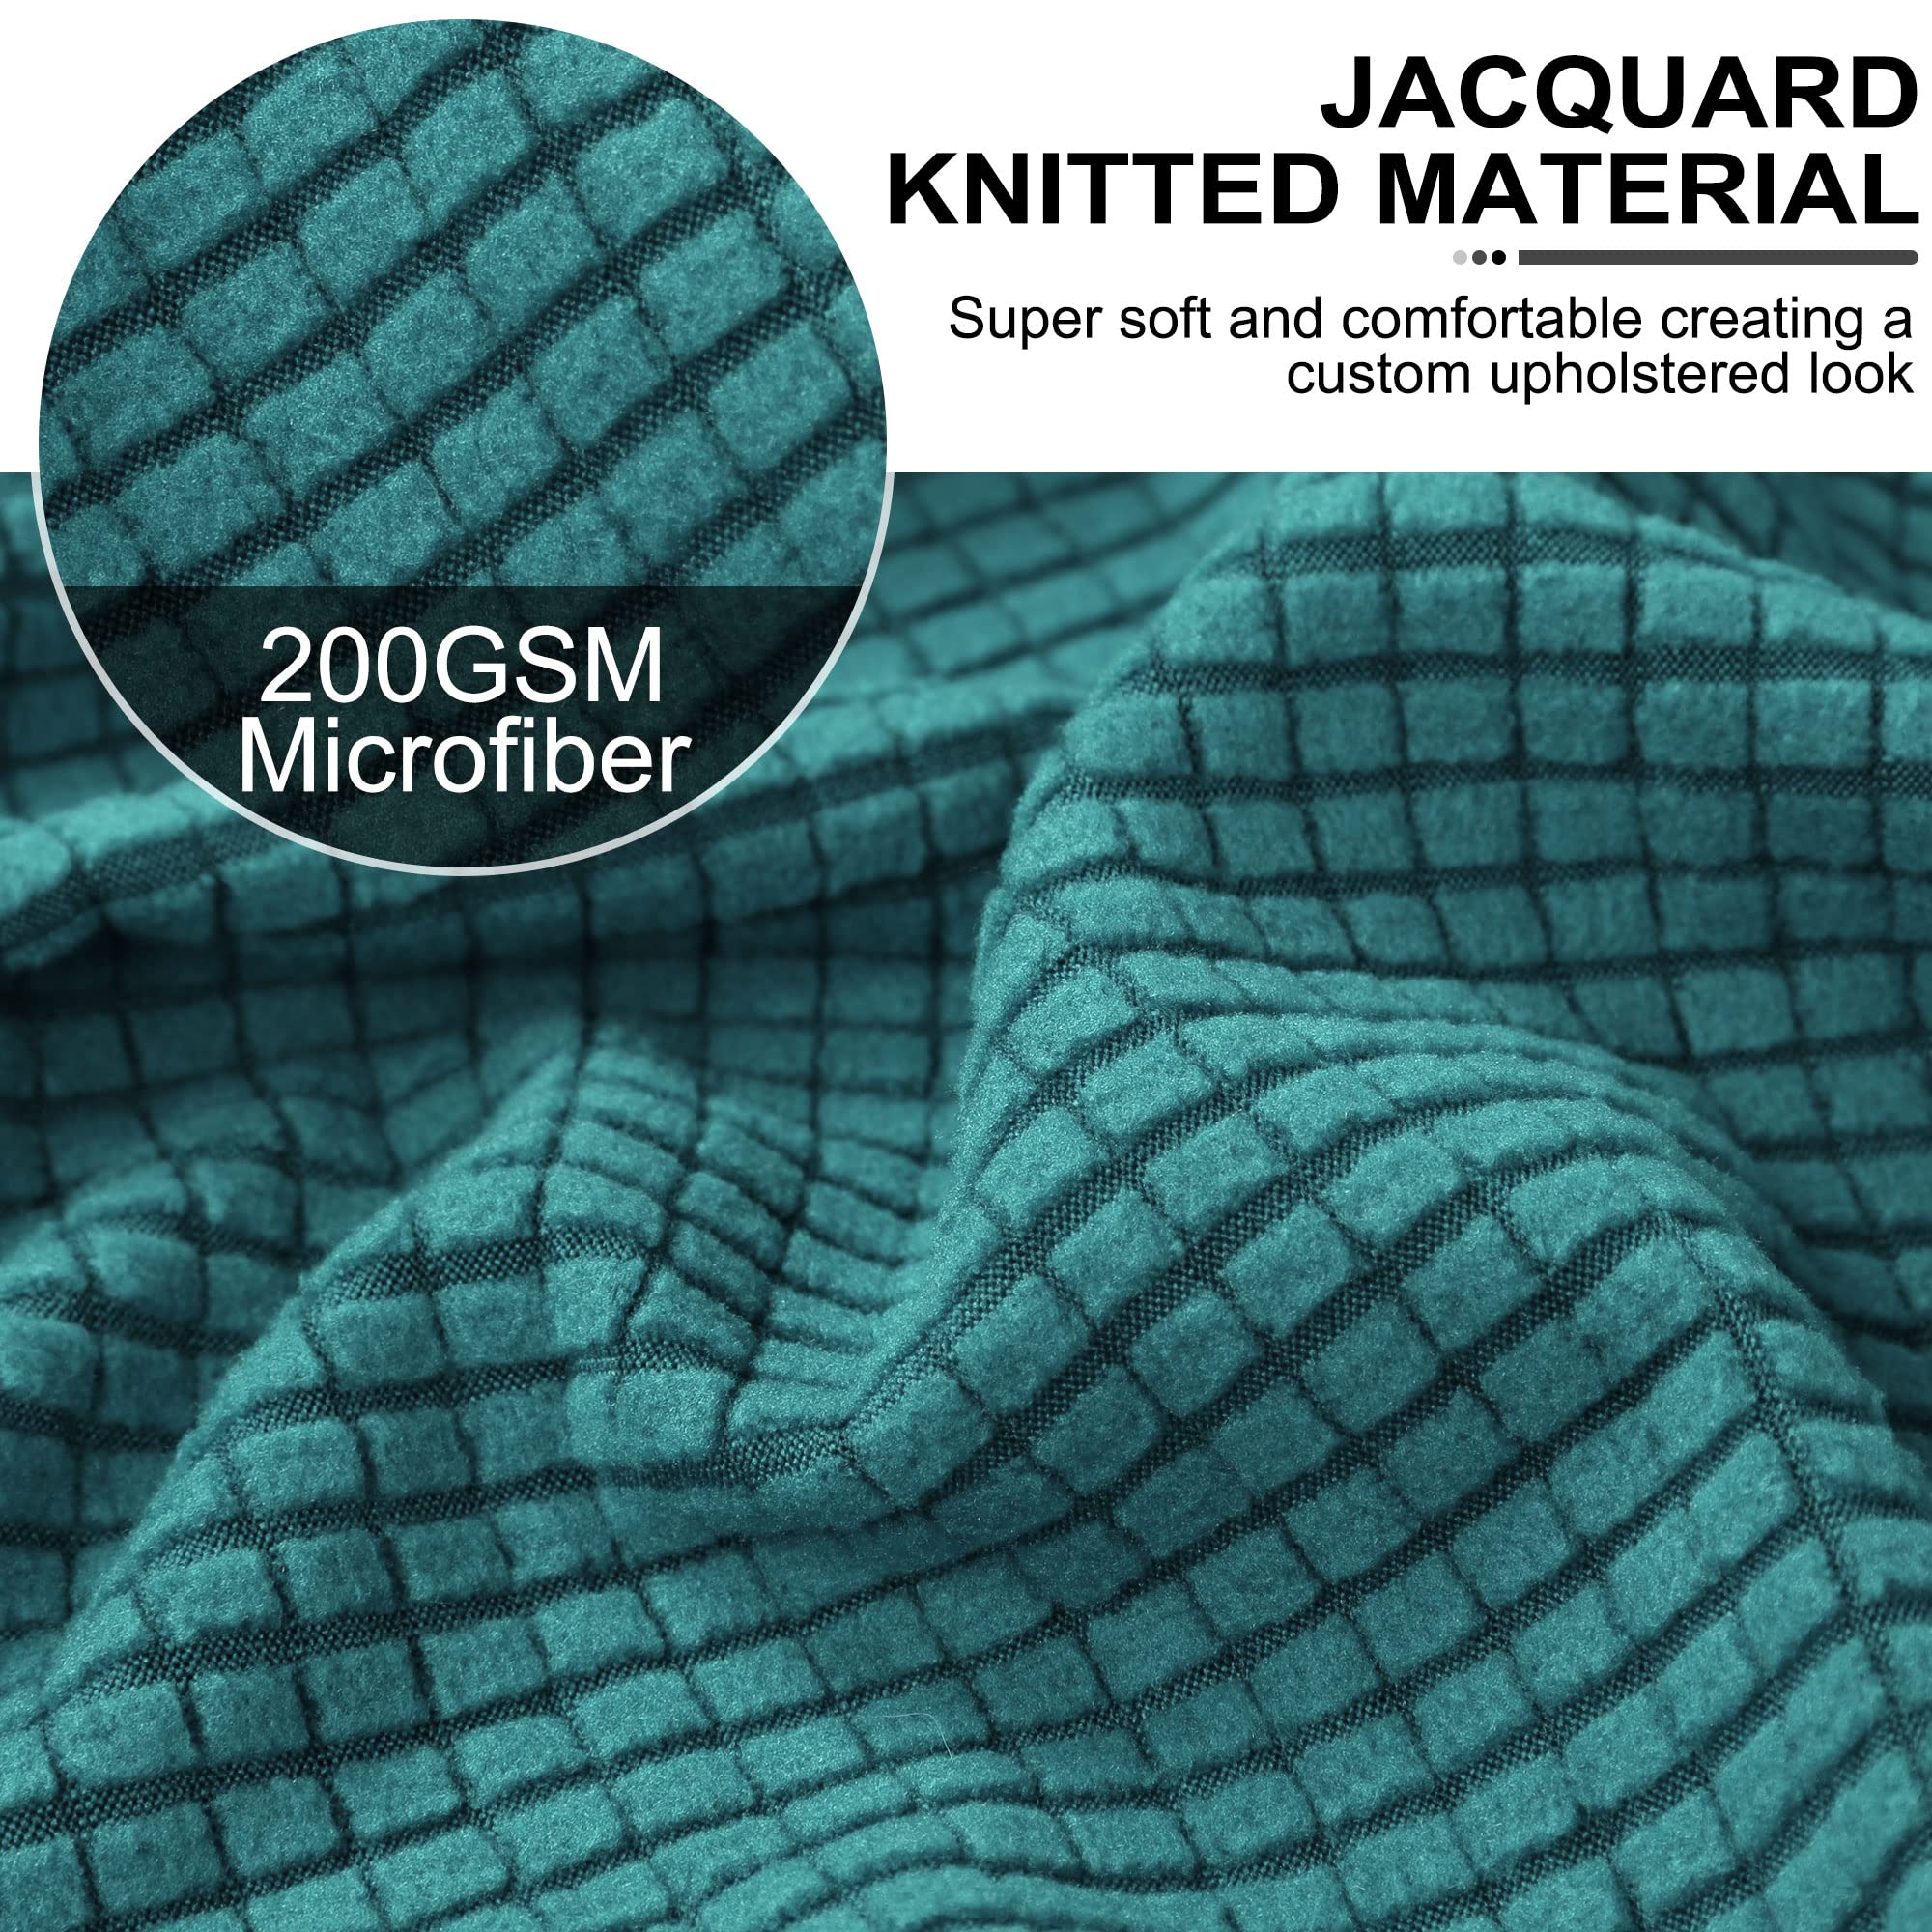 JACQUARD
KNITTED MATERIAL
Super soft and comfortable creating a
custom upholstered look
200GSM
Microfiber